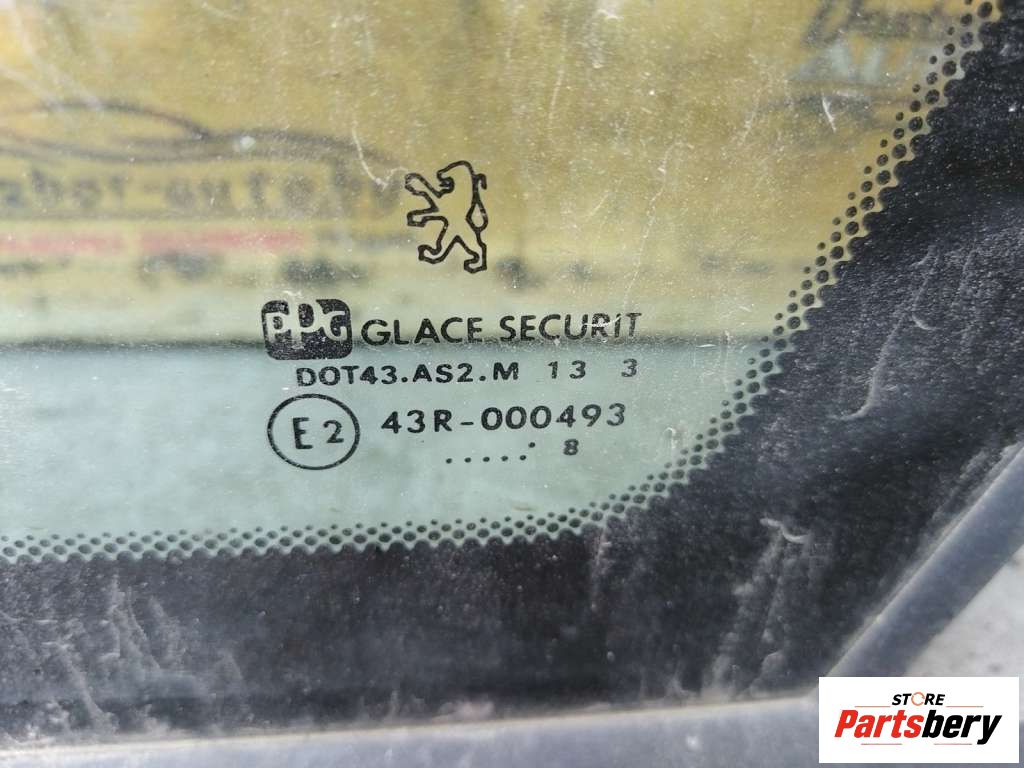 PPG GLACE SECURIT
DOT43.AS2.M 13 3
E2 43R-000493
..... · 8
STORE
Partsbery